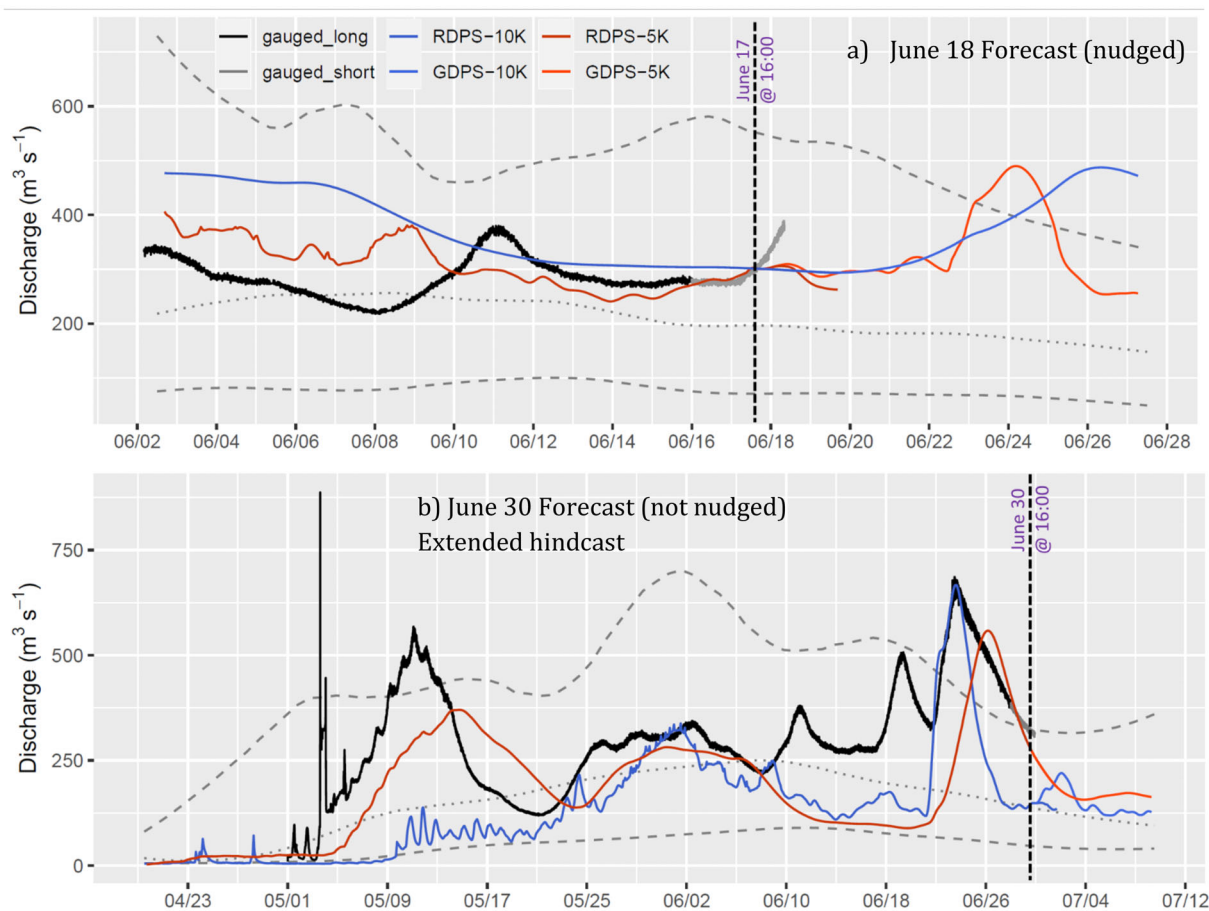 gauged_long RDPS-10K RDPS-5K
gauged_short GDPS-10K GDPS-5K
a) June 18 Forecast (nudged)
June 17
@ 16:00
Discharge (m³ s⁻¹)
600
400
200
06/02 06/04 06/06 06/08 06/10 06/12 06/14 06/16 06/18 06/20 06/22 06/24 06/26 06/28
b) June 30 Forecast (not nudged)
Extended hindcast
June 30
@ 16:00
Discharge (m³ s⁻¹)
750
500
250
0
04/23 05/01 05/09 05/17 05/25 06/02 06/10 06/18 06/26 07/04 07/12